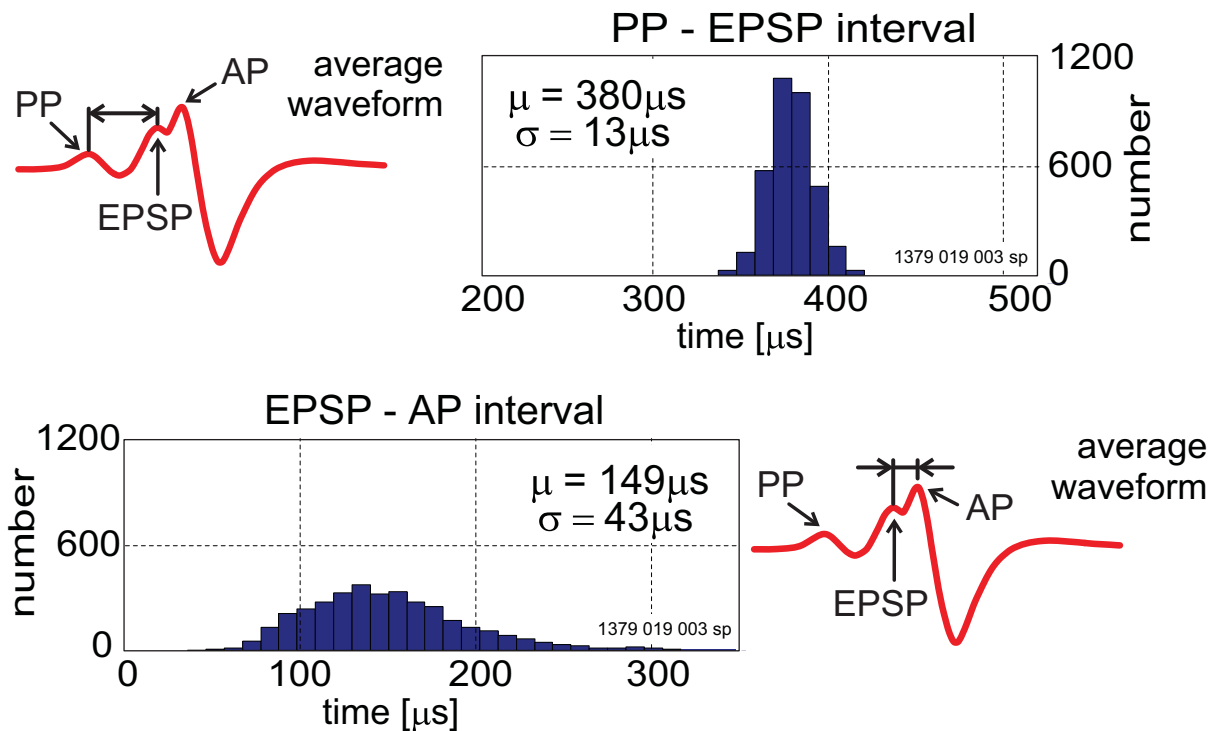 PP - EPSP interval
average
waveform
AP
PP
EPSP
μ = 380μs
σ = 13μs
1200
600
0
number
1379 019 003 sp
200 300 400 500
time [μs]
EPSP - AP interval
1200
600
0
number
μ = 149μs
σ = 43μs
1379 019 003 sp
0 100 200 300
time [μs]
average
waveform
PP
AP
EPSP